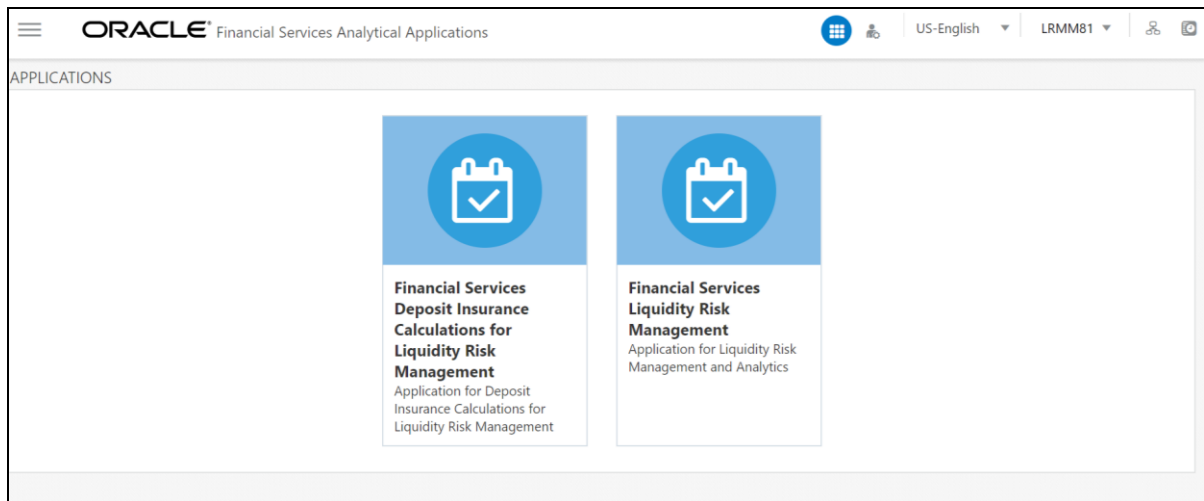 ORACLE® Financial Services Analytical Applications
US-English
LRMM81
APPLICATIONS
Financial Services
Deposit Insurance
Calculations for
Liquidity Risk
Management
Application for Deposit
Insurance Calculations for
Liquidity Risk Management
Financial Services
Liquidity Risk
Management
Application for Liquidity Risk
Management and Analytics